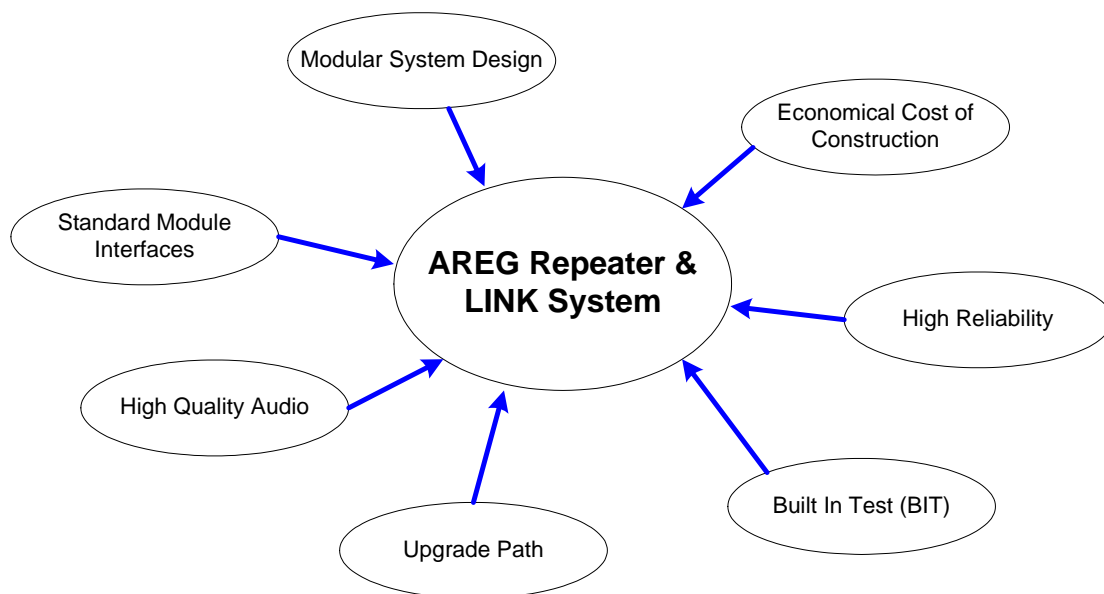 Modular System Design
Economical Cost of
Construction
Standard Module
Interfaces
AREG Repeater &
LINK System
High Reliability
High Quality Audio
Built In Test (BIT)
Upgrade Path